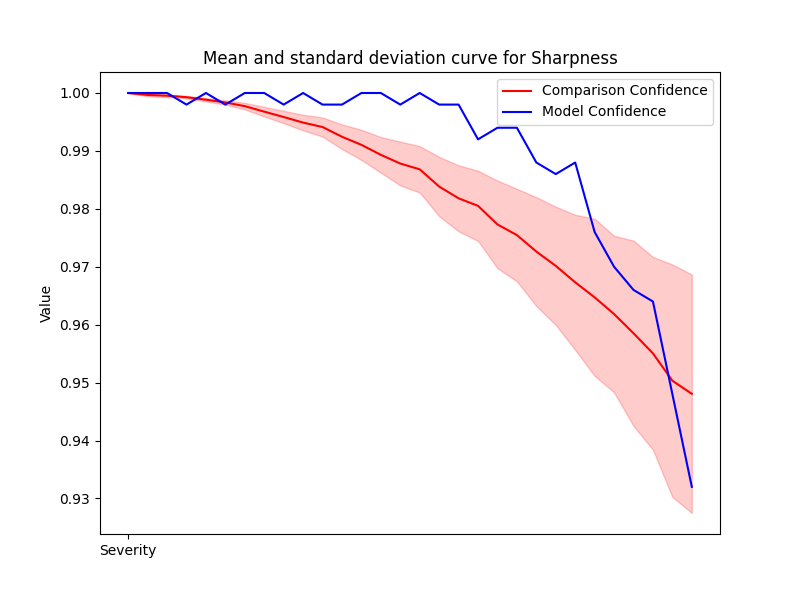 Mean and standard deviation curve for Sharpness
Comparison Confidence
Model Confidence
1.00
0.99
0.98
0.97
0.96
0.95
0.94
0.93
Value
Severity